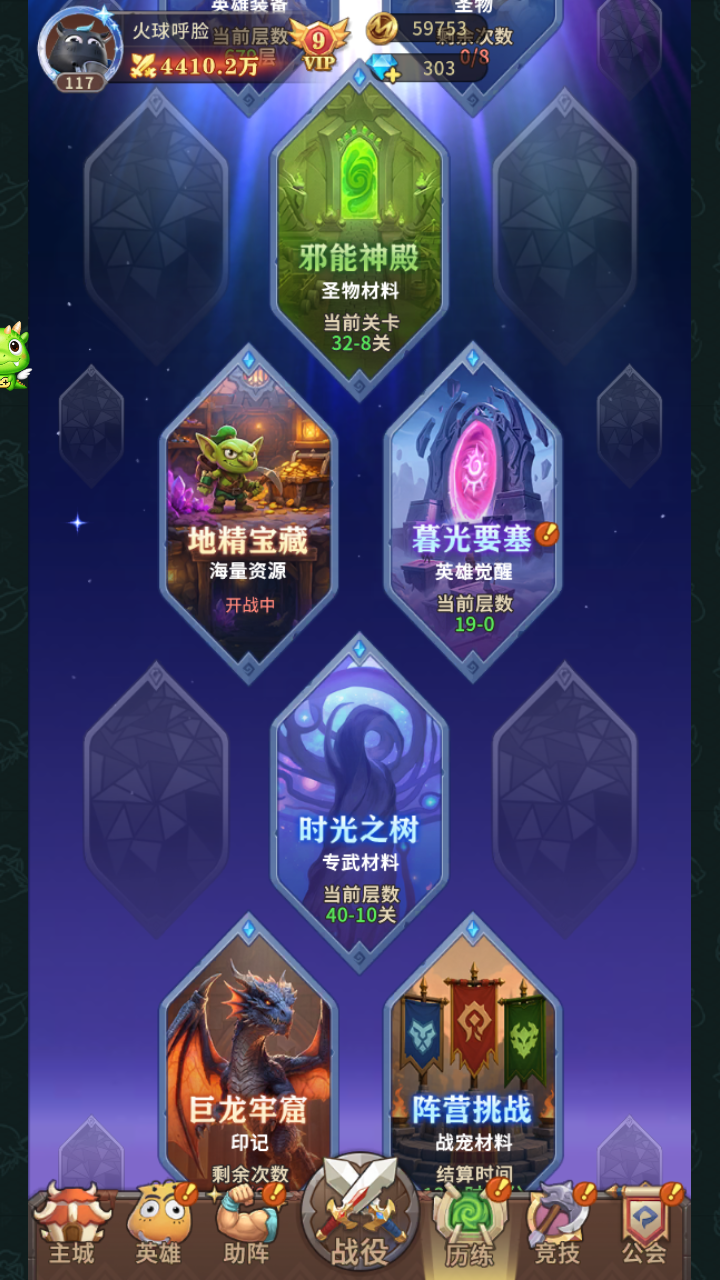 英雄装备
圣物
火球呼脸
当前层数
9
VIP
59753
剩余次数
0/8
117
4410.2万
670层
303
邪能神殿
圣物材料
当前关卡
32-8关
地精宝藏
海量资源
开战中
暮光要塞
英雄觉醒
当前层数
19-0
时光之树
专武材料
当前层数
40-10关
巨龙牢窟
印记
剩余次数
阵营挑战
战宠材料
结算时间
主城
英雄
助阵
战役
历练
竞技
公会